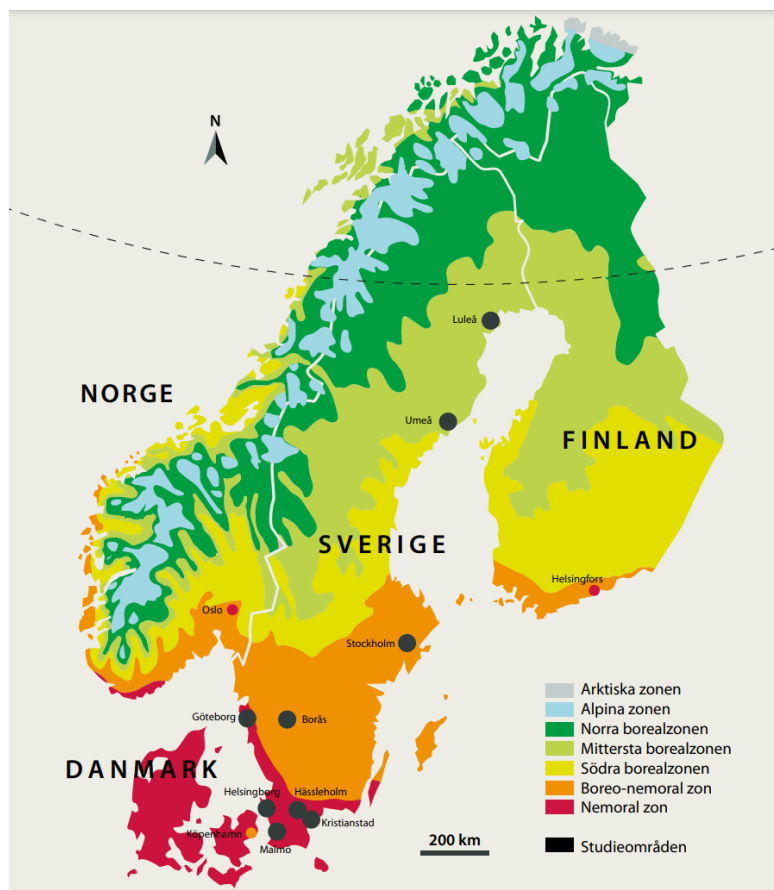 N
Luleå
NORGE
Umeå
FINLAND
SVERIGE
Helsingfors
Oslo
Stockholm
Göteborg
Borås
DANMARK
Helsingborg
Hässleholm
Kristianstad
Köpenhamn
Malmö
200 km
Arktiska zonen
Alpina zonen
Norra borealzonen
Mittersta borealzonen
Södra borealzonen
Boreo-nemoral zon
Nemoral zon
Studieområden